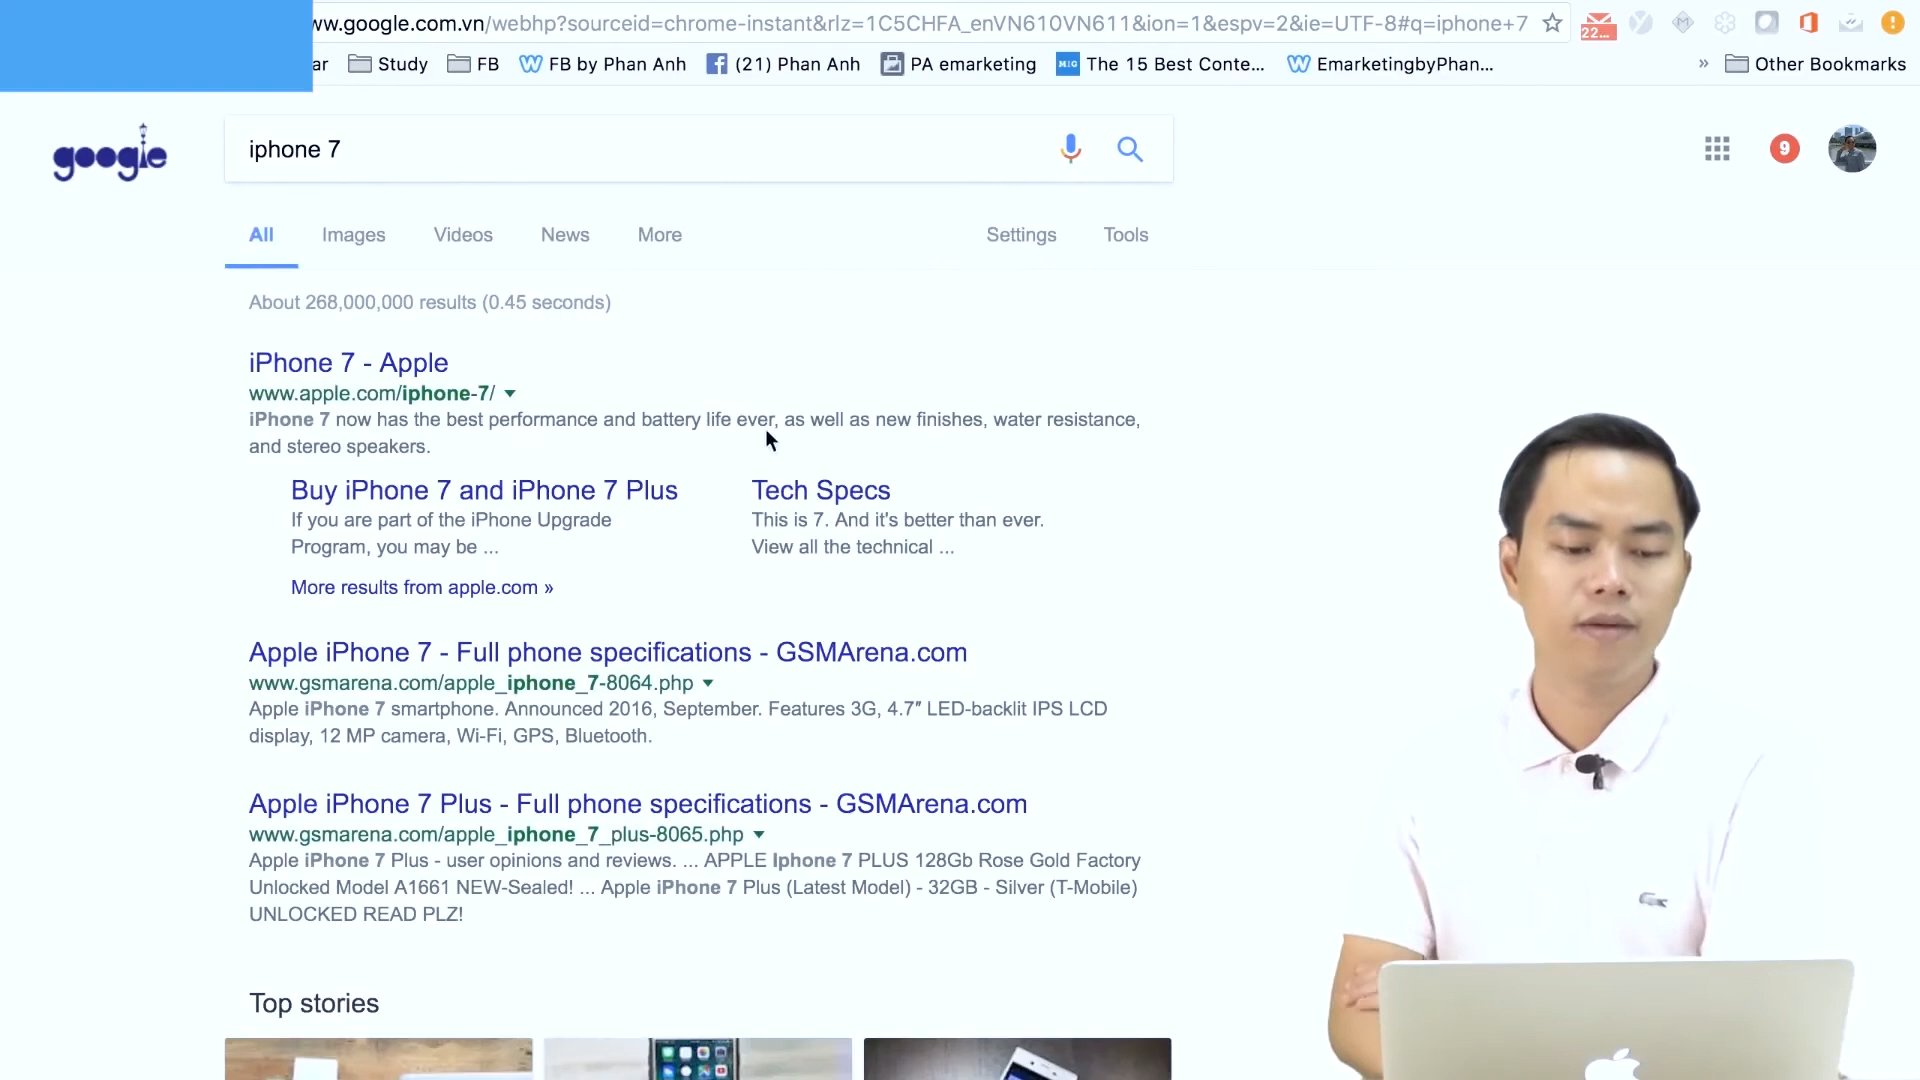 ww.google.com.vn/webhp?sourceid=chrome-instant&rlz=1C5CHFA_enVN610VN611&ion=1&espv=2&ie=UTF-8#q=iphone+7
22...
ar Study FB FB by Phan Anh (21) Phan Anh PA emarketing The 15 Best Conte... EmarketingbyPhan... » Other Bookmarks
google
iphone 7
9
All Images Videos News More Settings Tools
About 268,000,000 results (0.45 seconds)
iPhone 7 - Apple
www.apple.com/iphone-7/
iPhone 7 now has the best performance and battery life ever, as well as new finishes, water resistance,
and stereo speakers.
Buy iPhone 7 and iPhone 7 Plus
If you are part of the iPhone Upgrade
Program, you may be ...
Tech Specs
This is 7. And it's better than ever.
View all the technical ...
More results from apple.com »
Apple iPhone 7 - Full phone specifications - GSMArena.com
www.gsmarena.com/apple_iphone_7-8064.php
Apple iPhone 7 smartphone. Announced 2016, September. Features 3G, 4.7″ LED-backlit IPS LCD
display, 12 MP camera, Wi-Fi, GPS, Bluetooth.
Apple iPhone 7 Plus - Full phone specifications - GSMArena.com
www.gsmarena.com/apple_iphone_7_plus-8065.php
Apple iPhone 7 Plus - user opinions and reviews. ... APPLE Iphone 7 PLUS 128Gb Rose Gold Factory
Unlocked Model A1661 NEW-Sealed! ... Apple iPhone 7 Plus (Latest Model) - 32GB - Silver (T-Mobile)
UNLOCKED READ PLZ!
Top stories